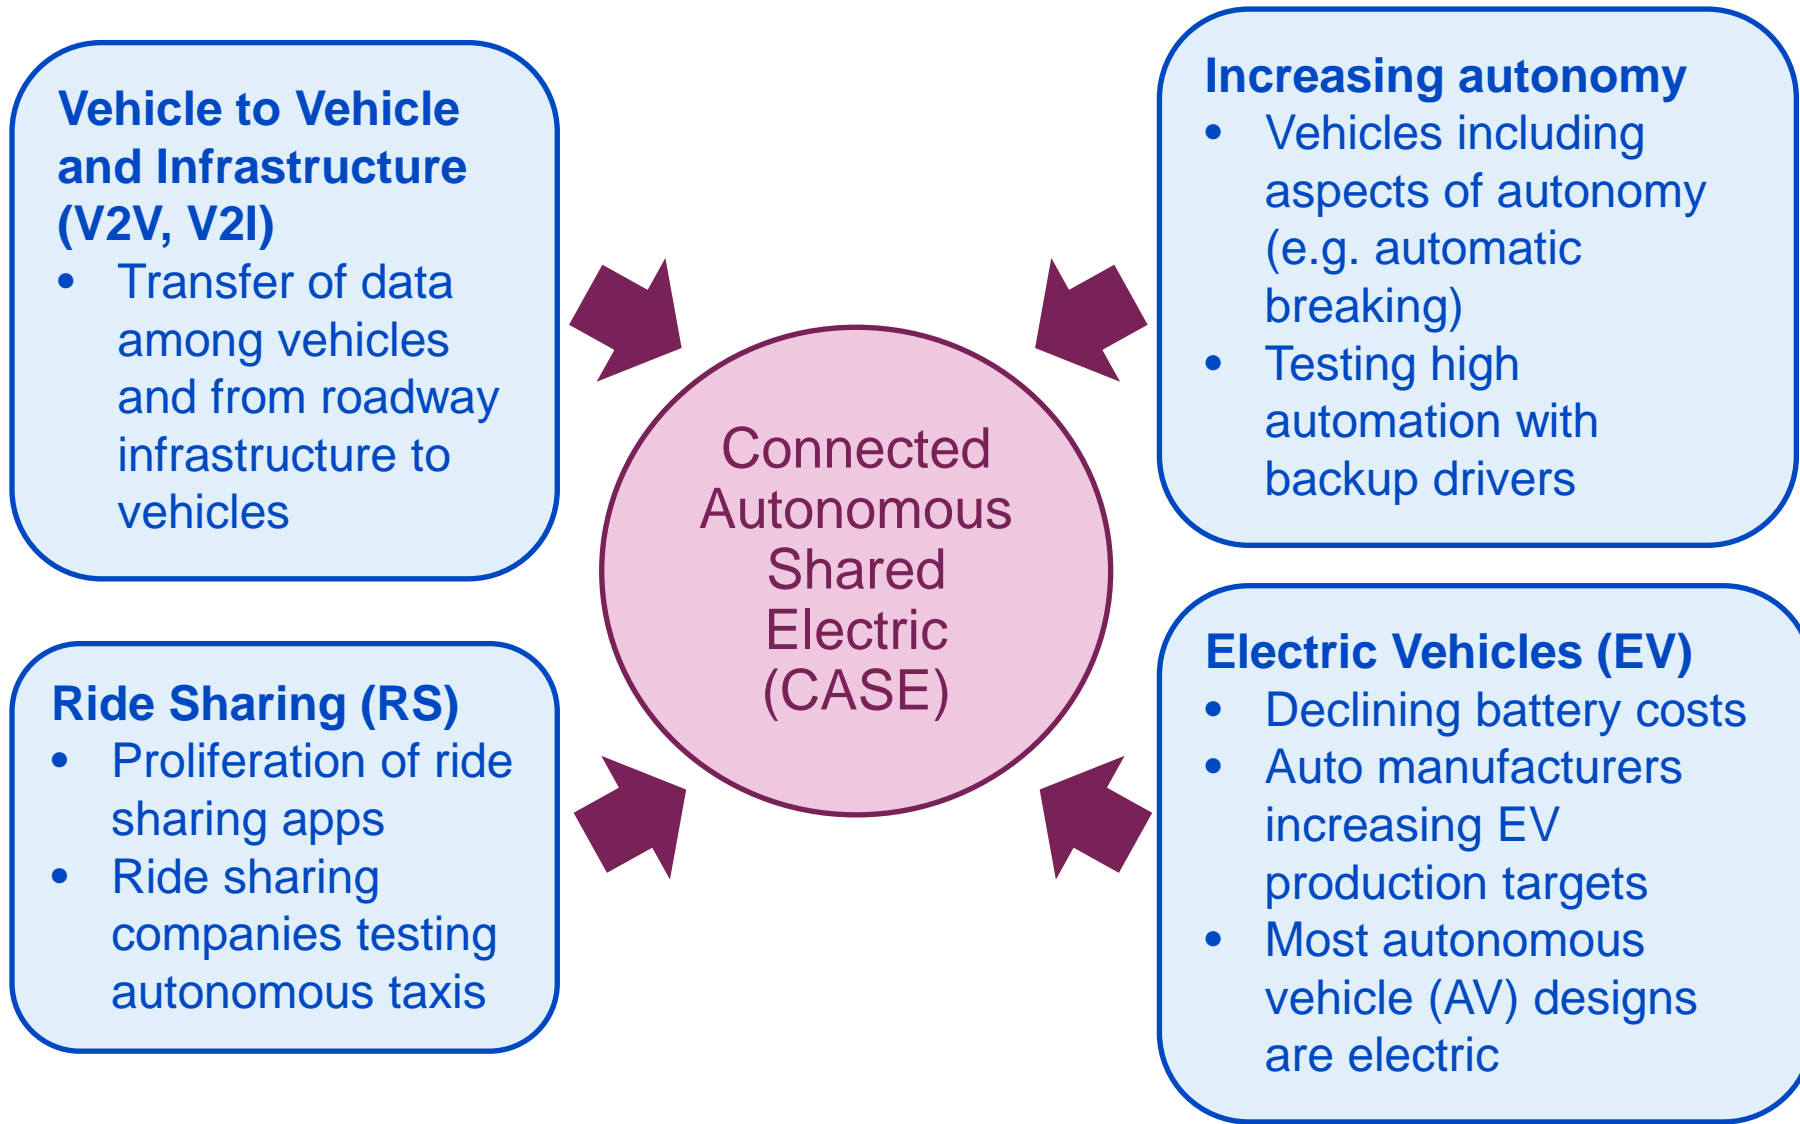 Vehicle to Vehicle
and Infrastructure
(V2V, V2I)
• Transfer of data
among vehicles
and from roadway
infrastructure to
vehicles
Ride Sharing (RS)
• Proliferation of ride
sharing apps
• Ride sharing
companies testing
autonomous taxis
Connected
Autonomous
Shared
Electric
(CASE)
Increasing autonomy
• Vehicles including
aspects of autonomy
(e.g. automatic
breaking)
• Testing high
automation with
backup drivers
Electric Vehicles (EV)
• Declining battery costs
• Auto manufacturers
increasing EV
production targets
• Most autonomous
vehicle (AV) designs
are electric